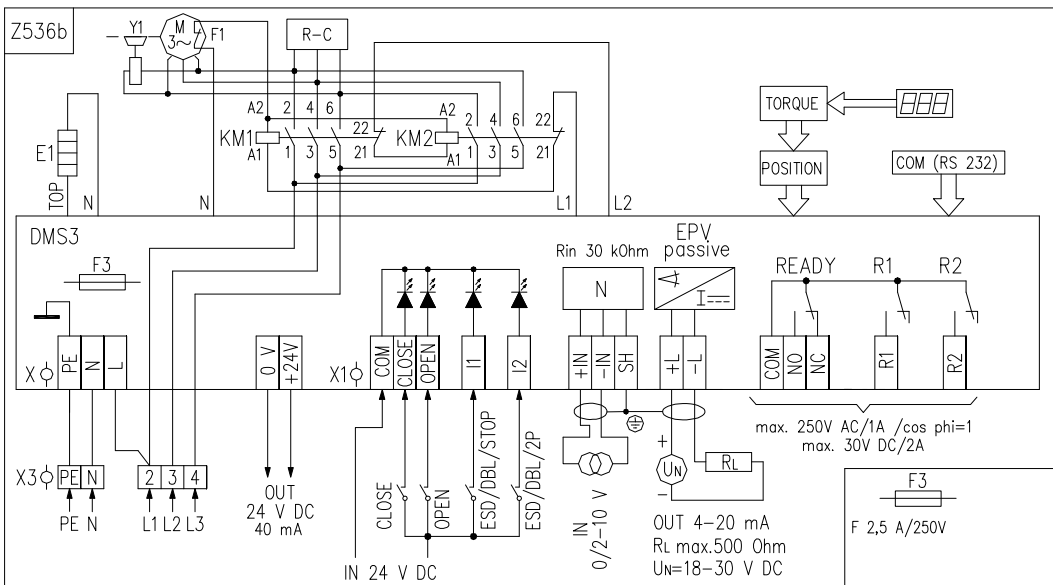 Z536b
Y1
M
3~
F1
R-C
A2 2 4 6
KM1
A1 1 3 5
22
21
A2 2 4 6 22
KM2
A1 1 3 5 21
TORQUE
POSITION
COM (RS 232)
E1
TOP
N
N
L1
L2
DMS3
F3
Rin 30 kOhm
N
EPV
passive
I
READY R1 R2
X
PE
N
L
0 V
+24V
X1
COM
CLOSE
OPEN
I1
I2
+IN
-IN
SH
+L
-L
COM
NO
NC
R1
R2
max. 250V AC/1A /cos phi=1
max. 30V DC/2A
X3
PE N 2 3 4
PE N L1 L2 L3
OUT
24 V DC
40 mA
CLOSE
OPEN
ESD/DBL/STOP
ESD/DBL/2P
IN 24 V DC
IN
0/2-10 V
+
UN
-
RL
OUT 4-20 mA
RL max.500 Ohm
UN=18-30 V DC
F3
F 2,5 A/250V